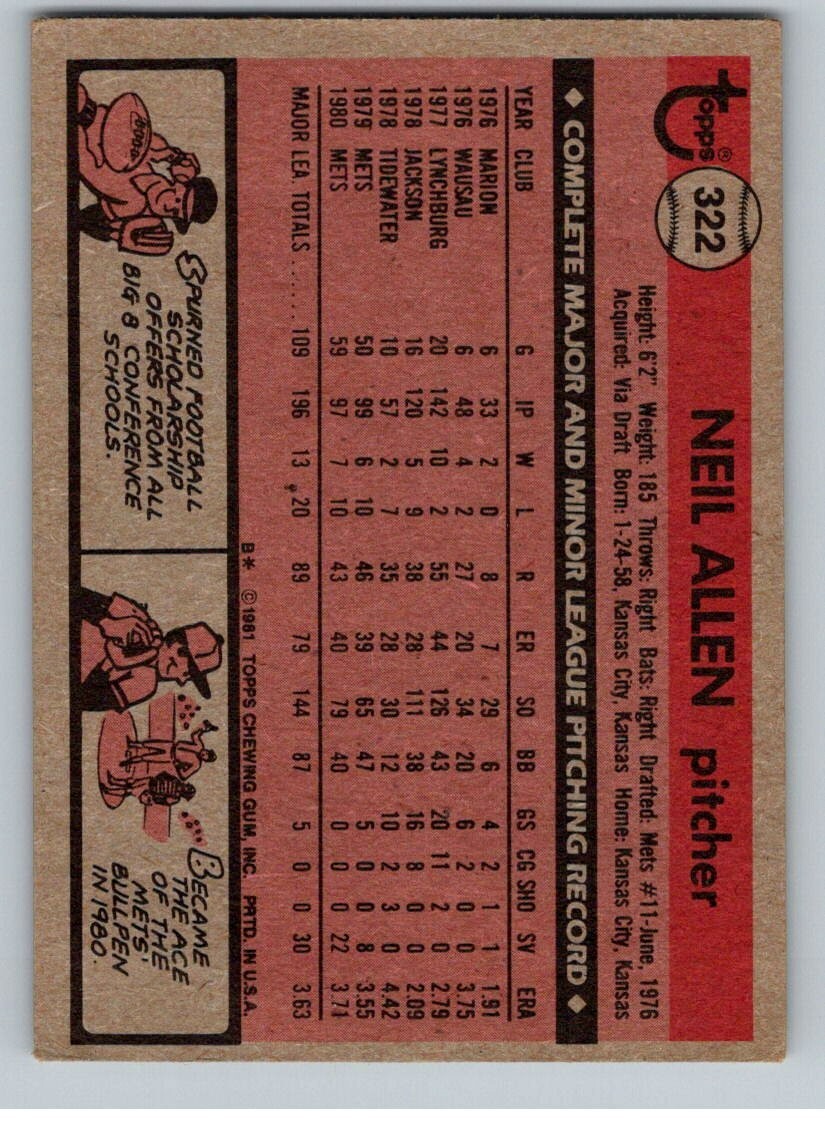 Topps®
322
NEIL ALLEN pitcher
Height: 6'2" Weight: 185 Throws: Right Bats: Right Drafted: Mets #11-June, 1976
Acquired: Via Draft Born: 1-24-58, Kansas City, Kansas Home: Kansas City, Kansas
◆ COMPLETE MAJOR AND MINOR LEAGUE PITCHING RECORD ◆
YEAR CLUB G IP W L R ER SO BB GS CG SHO SV ERA
1976 MARION 6 33 2 0 8 7 29 6 4 2 1 1 1.91
1976 WAUSAU 6 48 4 2 27 20 34 20 6 2 0 0 3.75
1977 LYNCHBURG 20 142 10 2 55 44 126 43 20 11 2 0 2.79
1978 JACKSON 16 120 5 9 38 28 111 38 16 8 0 0 2.09
1978 TIDEWATER 10 57 2 7 35 28 30 12 10 2 3 0 4.42
1979 METS 50 99 6 10 46 39 65 47 5 0 0 8 3.55
1980 METS 59 97 7 10 43 40 79 40 0 0 0 22 3.71
MAJOR LEA. TOTALS ..... 109 196 13 20 89 79 144 87 5 0 0 30 3.63
B* ©1981 TOPPS CHEWING GUM, INC. PRTD. IN U.S.A.
SPURNED FOOTBALL
SCHOLARSHIP
OFFERS FROM ALL
BIG 8 CONFERENCE
SCHOOLS.
BECAME
THE ACE
OF THE
METS'
BULLPEN
IN 1980.